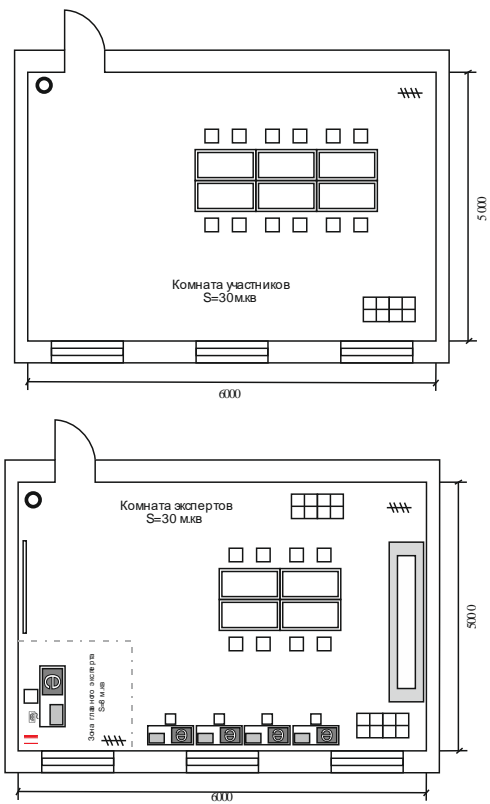 5000
Комната участников
S=30м.кв
6000
Комната экспертов
S=30 м.кв
5000
Зона главного эксперта
S=6 м.кв
e
e
e
e
e
6000